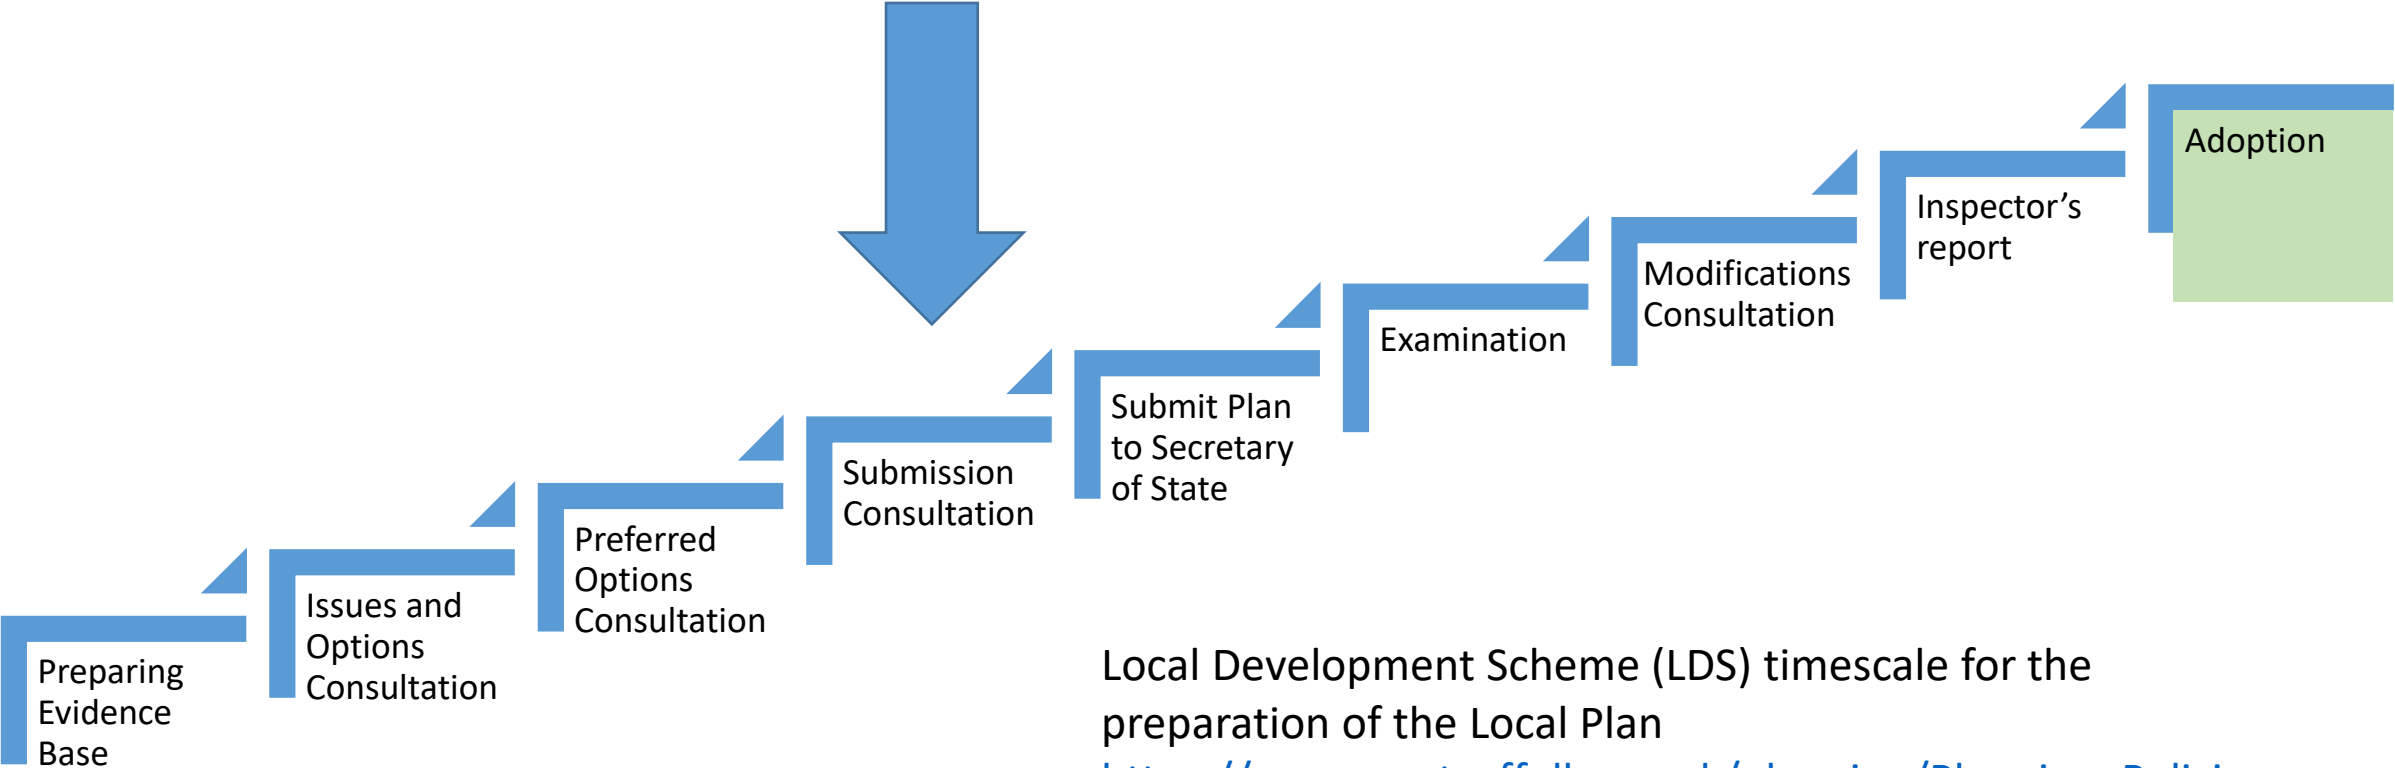 Preparing
Evidence
Base
Issues and
Options
Consultation
Preferred
Options
Consultation
Submission
Consultation
Submit Plan
to Secretary
of State
Examination
Modifications
Consultation
Inspector’s
report
Adoption
Local Development Scheme (LDS) timescale for the
preparation of the Local Plan